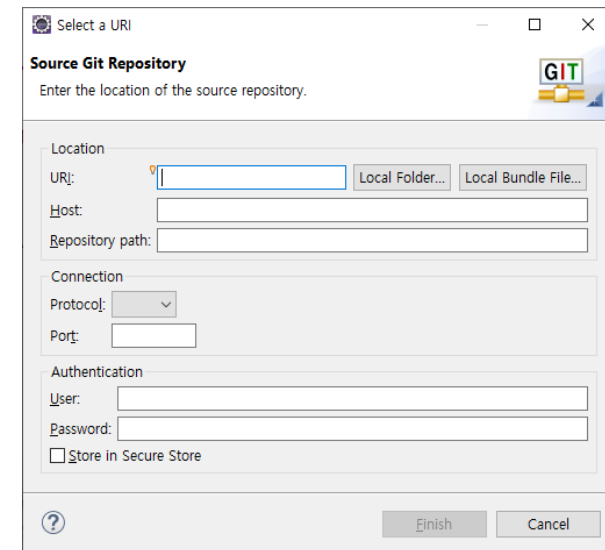 Select a URI
Source Git Repository
Enter the location of the source repository.
GIT
Location
URI:
Local Folder...
Local Bundle File...
Host:
Repository path:
Connection
Protocol:
Port:
Authentication
User:
Password:
Store in Secure Store
Finish
Cancel